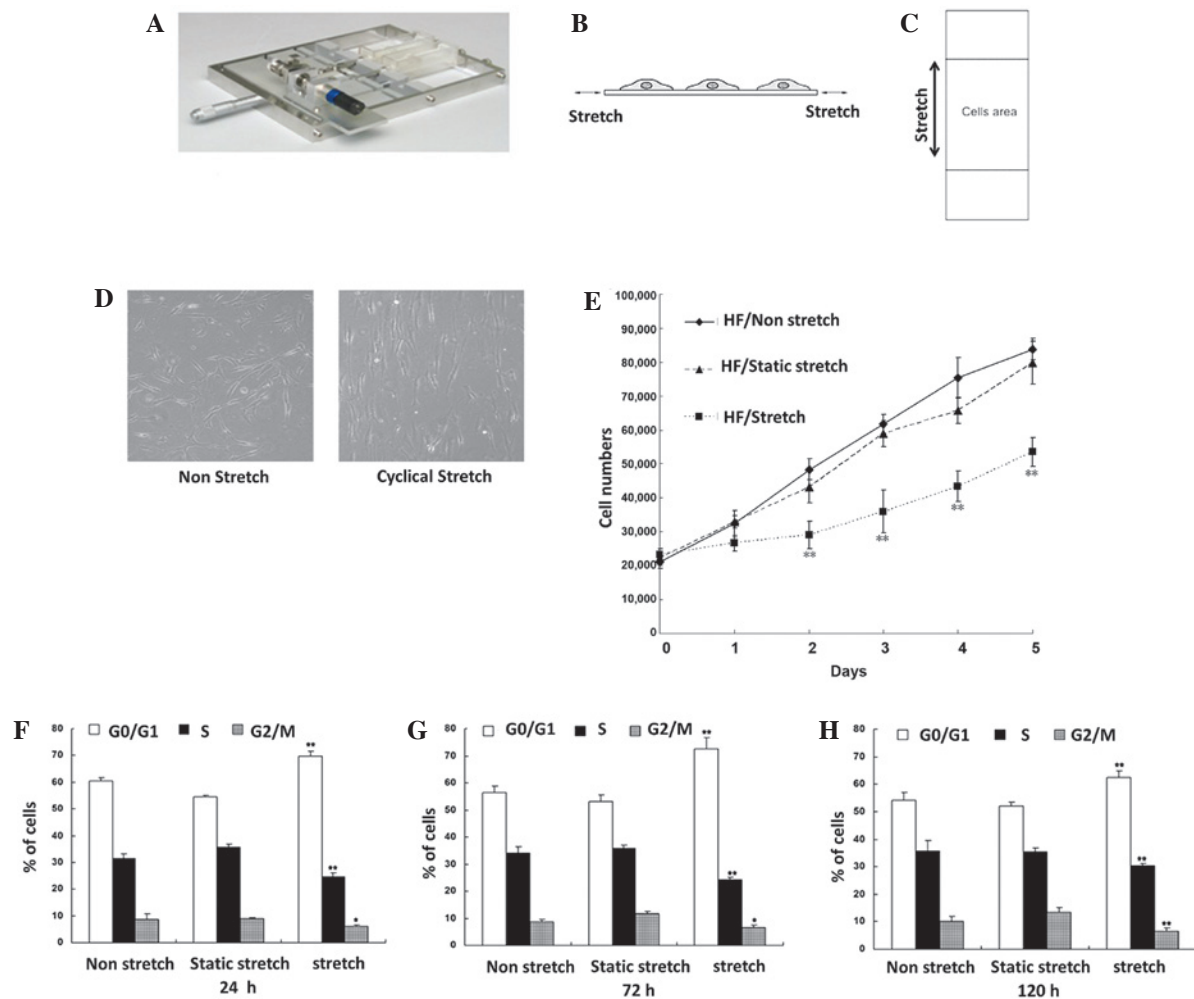 A
B
Stretch
Stretch
C
Stretch
Cells area
D
Non Stretch
Cyclical Stretch
E
100,000
90,000
80,000
70,000
60,000
50,000
40,000
30,000
20,000
10,000
0
Cell numbers
HF/Non stretch
HF/Static stretch
HF/Stretch
**
**
**
**
0 1 2 3 4 5
Days
F
G0/G1 S G2/M
80
70
60
50
40
30
20
10
0
% of cells
**
**
*
Non stretch Static stretch stretch
24 h
G
G0/G1 S G2/M
80
70
60
50
40
30
20
10
0
% of cells
**
**
*
Non stretch Static stretch stretch
72 h
H
G0/G1 S G2/M
80
70
60
50
40
30
20
10
0
% of cells
**
**
**
Non stretch Static stretch stretch
120 h